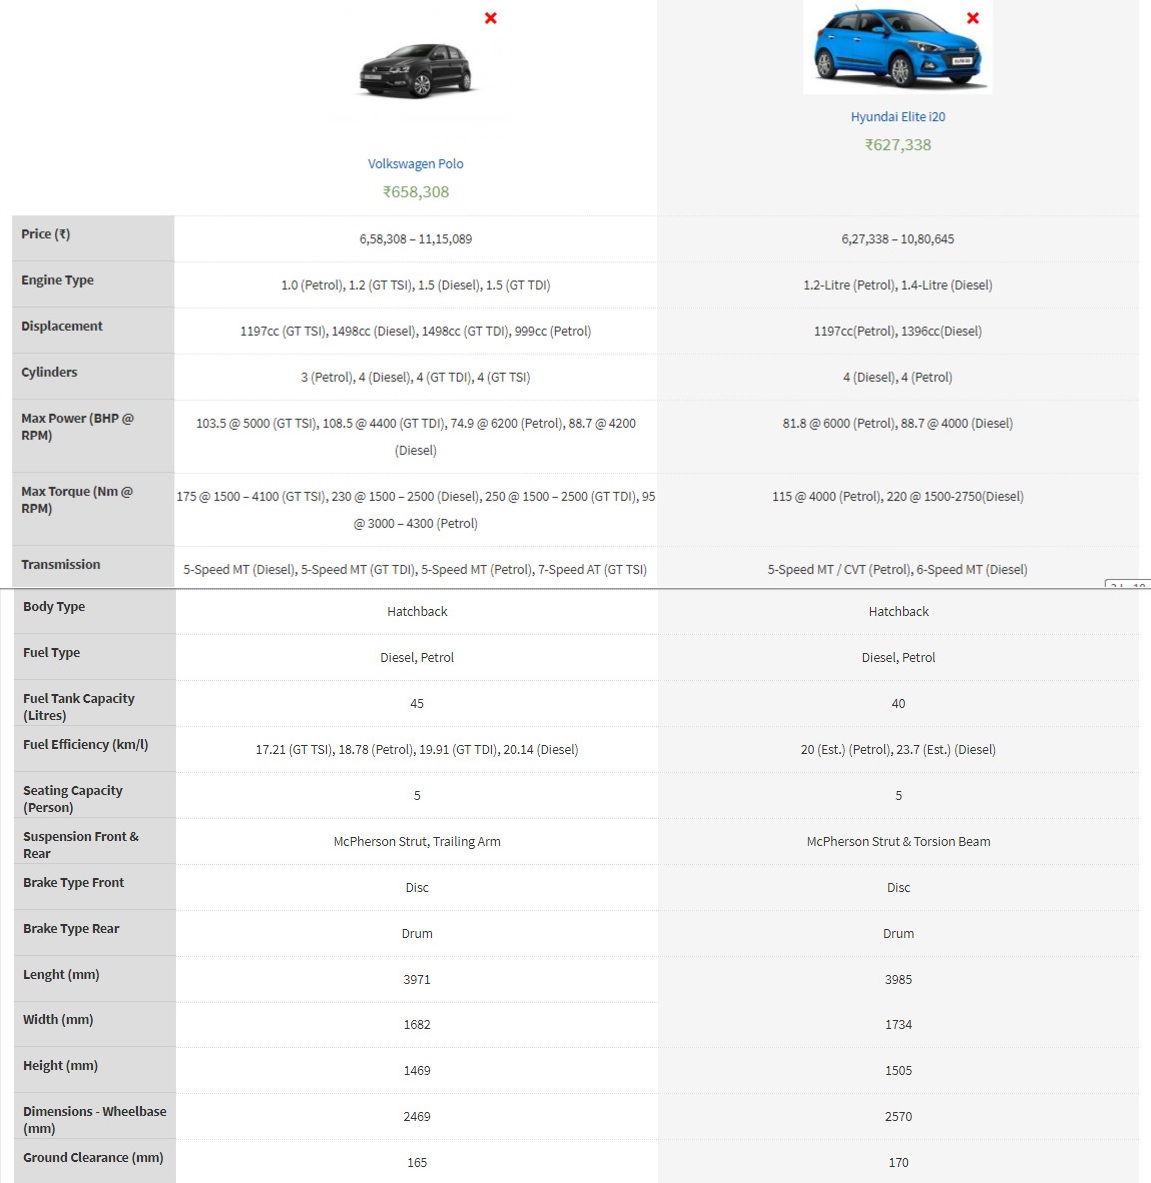 Volkswagen Polo
₹658,308
Hyundai Elite i20
₹627,338
Price (₹) 6,58,308 – 11,15,089 6,27,338 – 10,80,645
Engine Type 1.0 (Petrol), 1.2 (GT TSI), 1.5 (Diesel), 1.5 (GT TDI) 1.2-Litre (Petrol), 1.4-Litre (Diesel)
Displacement 1197cc (GT TSI), 1498cc (Diesel), 1498cc (GT TDI), 999cc (Petrol) 1197cc(Petrol), 1396cc(Diesel)
Cylinders 3 (Petrol), 4 (Diesel), 4 (GT TDI), 4 (GT TSI) 4 (Diesel), 4 (Petrol)
Max Power (BHP @
RPM)
103.5 @ 5000 (GT TSI), 108.5 @ 4400 (GT TDI), 74.9 @ 6200 (Petrol), 88.7 @ 4200
(Diesel)
81.8 @ 6000 (Petrol), 88.7 @ 4000 (Diesel)
Max Torque (Nm @
RPM)
175 @ 1500 – 4100 (GT TSI), 230 @ 1500 – 2500 (Diesel), 250 @ 1500 – 2500 (GT TDI), 95
@ 3000 – 4300 (Petrol)
115 @ 4000 (Petrol), 220 @ 1500-2750(Diesel)
Transmission 5-Speed MT (Diesel), 5-Speed MT (GT TDI), 5-Speed MT (Petrol), 7-Speed AT (GT TSI) 5-Speed MT / CVT (Petrol), 6-Speed MT (Diesel)
Body Type Hatchback Hatchback
Fuel Type Diesel, Petrol Diesel, Petrol
Fuel Tank Capacity
(Litres)
45 40
Fuel Efficiency (km/l) 17.21 (GT TSI), 18.78 (Petrol), 19.91 (GT TDI), 20.14 (Diesel) 20 (Est.) (Petrol), 23.7 (Est.) (Diesel)
Seating Capacity
(Person)
5 5
Suspension Front &
Rear
McPherson Strut, Trailing Arm McPherson Strut & Torsion Beam
Brake Type Front Disc Disc
Brake Type Rear Drum Drum
Lenght (mm) 3971 3985
Width (mm) 1682 1734
Height (mm) 1469 1505
Dimensions - Wheelbase
(mm)
2469 2570
Ground Clearance (mm) 165 170